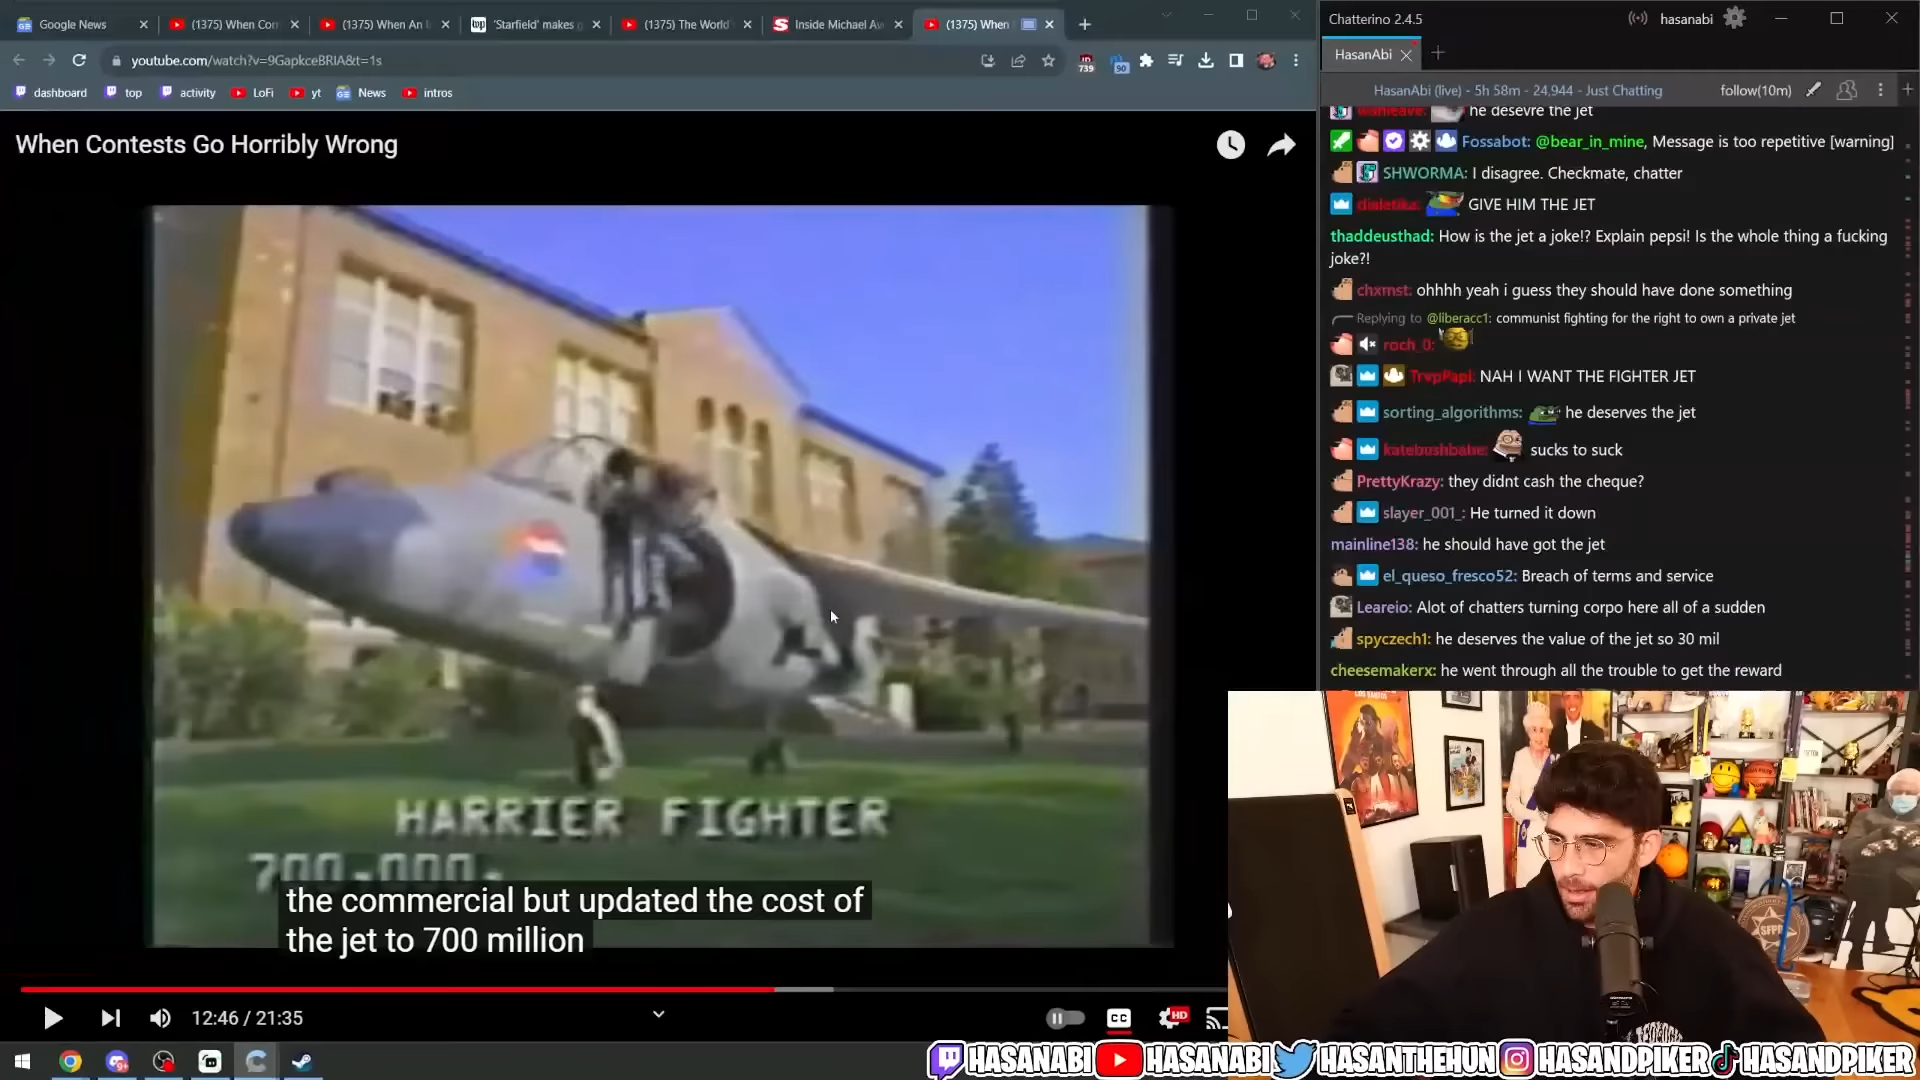 Google News
(1375) When Con
(1375) When An I
'Starfield' makes g
(1375) The World'
Inside Michael Av
(1375) When
youtube.com/watch?v=9GapkceBRIA&t=1s
739
90
dashboard
top
activity
LoFi
yt
News
intros
When Contests Go Horribly Wrong
HARRIER FIGHTER
the commercial but updated the cost of
the jet to 700 million
12:46 / 21:35
CC
HD
Chatterino 2.4.5
hasanabi
HasanAbi
HasanAbi (live) - 5h 58m - 24,944 - Just Chatting
follow(10m)
he desevre the jet
Fossabot: @bear_in_mine, Message is too repetitive [warning]
SHWORMA: I disagree. Checkmate, chatter
dialetika: GIVE HIM THE JET
thaddeusthad: How is the jet a joke!? Explain pepsi! Is the whole thing a fucking
joke?!
chxmst: ohhhh yeah i guess they should have done something
Replying to @liberacc1: communist fighting for the right to own a private jet
roch_0:
TrvpPapi: NAH I WANT THE FIGHTER JET
sorting_algorithms: he deserves the jet
katebushbabe: sucks to suck
PrettyKrazy: they didnt cash the cheque?
slayer_001_: He turned it down
mainline138: he should have got the jet
el_queso_fresco52: Breach of terms and service
Leareio: Alot of chatters turning corpo here all of a sudden
spyczech1: he deserves the value of the jet so 30 mil
cheesemakerx: he went through all the trouble to get the reward
SFPD
HASANABI
HASANABI
HASANTHEHUN
HASANDPIKER
HASANDPIKER